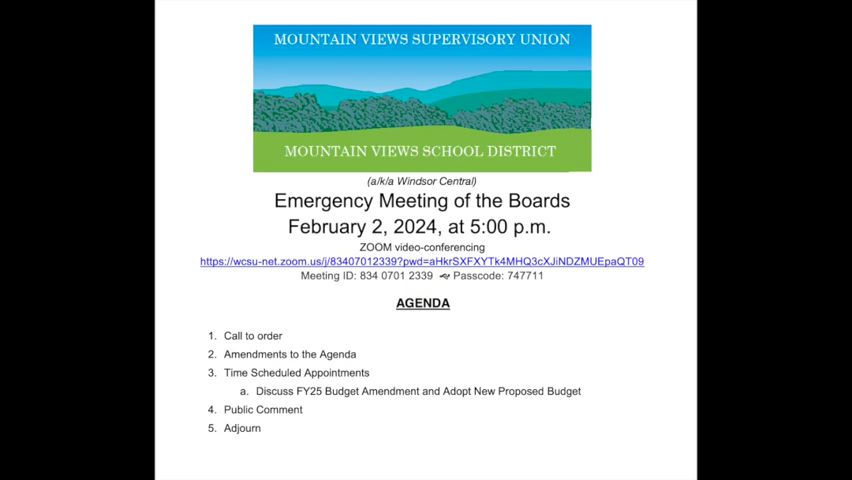 MOUNTAIN VIEWS SUPERVISORY UNION
MOUNTAIN VIEWS SCHOOL DISTRICT
(a/k/a Windsor Central)
Emergency Meeting of the Boards
February 2, 2024, at 5:00 p.m.
ZOOM video-conferencing
https://wcsu-net.zoom.us/j/83407012339?pwd=aHkrSXFXYTk4MHQ3cXJiNDZMUEpaQT09
Meeting ID: 834 0701 2339 Passcode: 747711
AGENDA
1. Call to order
2. Amendments to the Agenda
3. Time Scheduled Appointments
a. Discuss FY25 Budget Amendment and Adopt New Proposed Budget
4. Public Comment
5. Adjourn